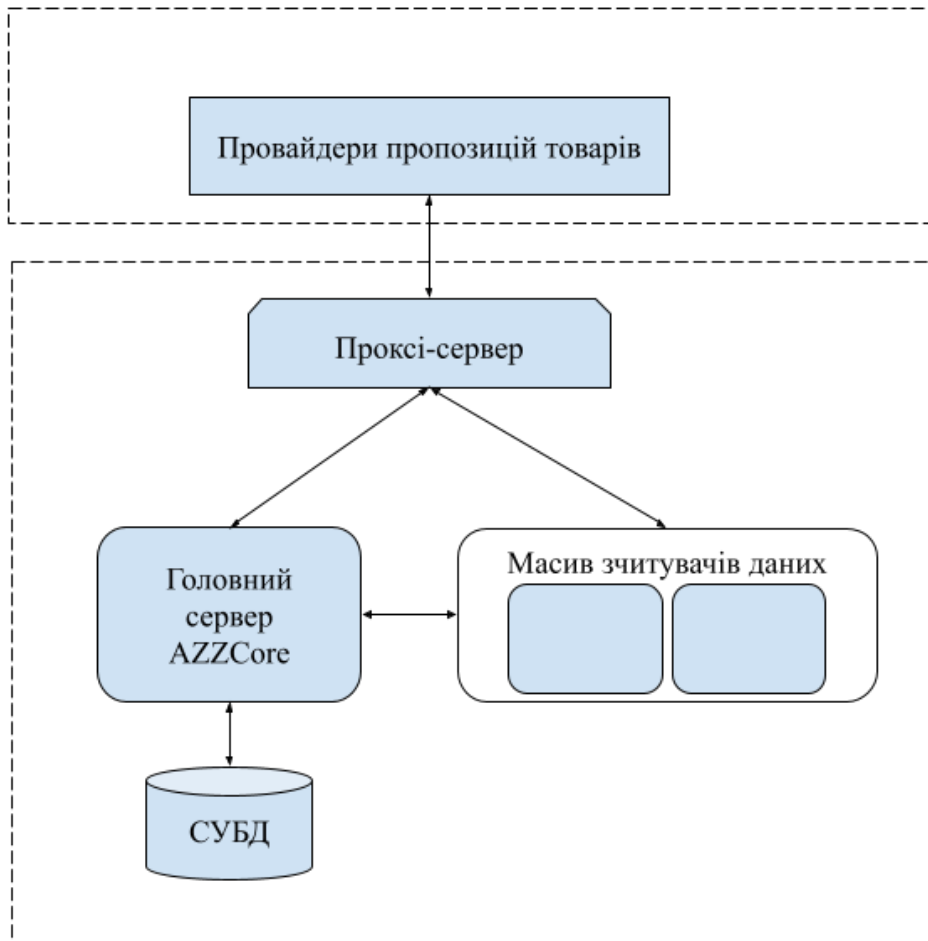 Провайдери пропозицій товарів
Проксі-сервер
Головний
сервер
AZZCore
Масив зчитувачів даних
СУБД